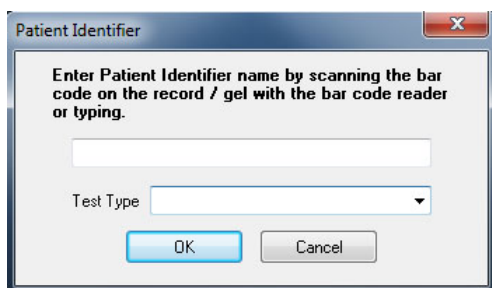 Patient Identifier
Enter Patient Identifier name by scanning the bar
code on the record / gel with the bar code reader
or typing.
Test Type
OK Cancel